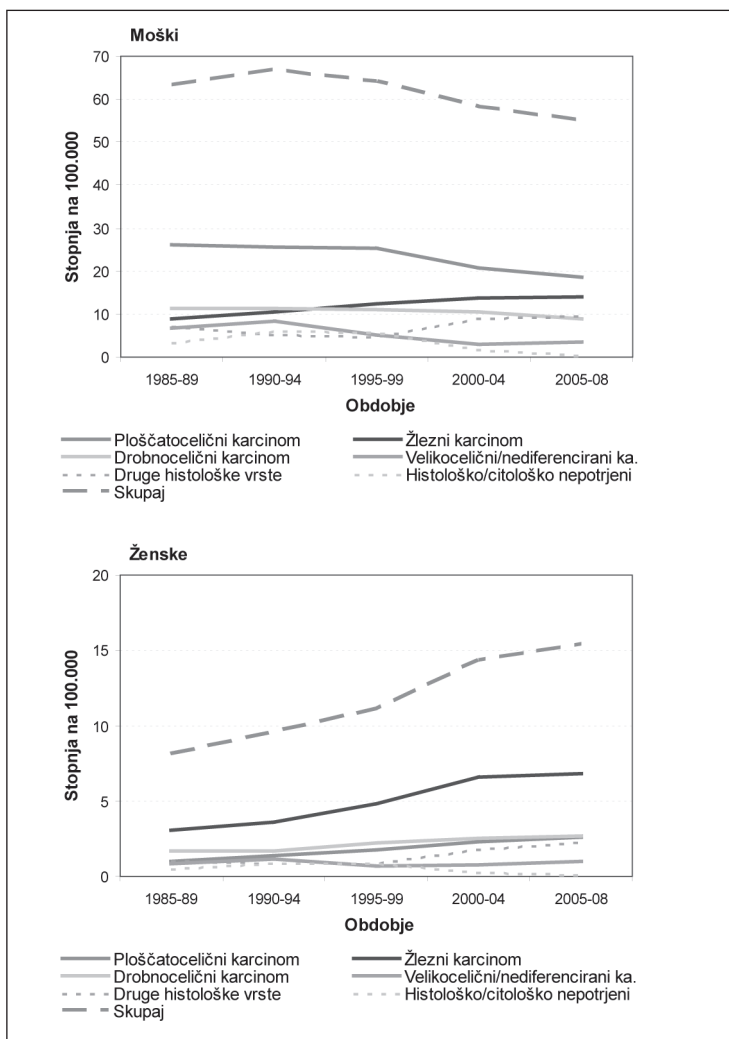 Moški
70
60
50
40
30
20
10
0
Stopnja na 100.000
1985-89 1990-94 1995-99 2000-04 2005-08
Obdobje
Ploščatocelični karcinom Žlezni karcinom
Drobnocelični karcinom Velikocelični/nediferencirani ka.
Druge histološke vrste Histološko/citološko nepotrjeni
Skupaj
Ženske
20
15
10
5
0
Stopnja na 100.000
1985-89 1990-94 1995-99 2000-04 2005-08
Obdobje
Ploščatocelični karcinom Žlezni karcinom
Drobnocelični karcinom Velikocelični/nediferencirani ka.
Druge histološke vrste Histološko/citološko nepotrjeni
Skupaj